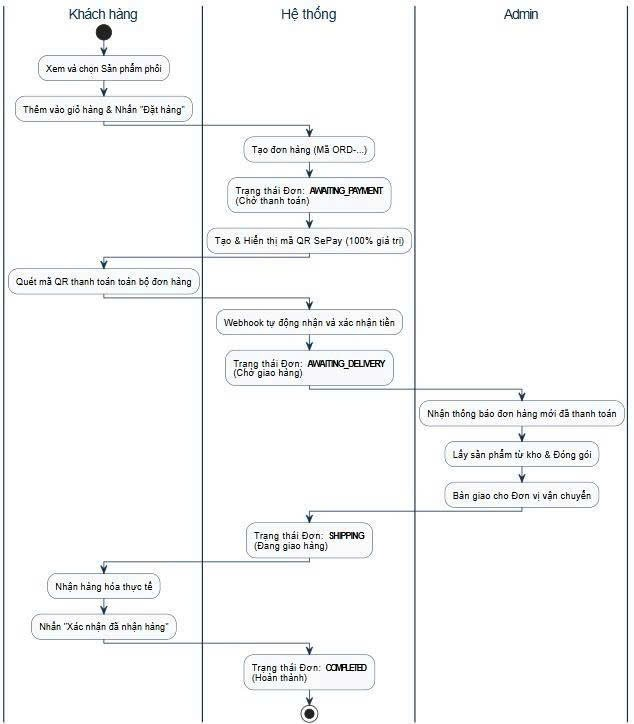 Khách hàng
Hệ thống
Admin
Xem và chọn Sản phẩm phôi
Thêm vào giỏ hàng & Nhấn "Đặt hàng"
Tạo đơn hàng (Mã ORD-...)
Trạng thái Đơn: AWAITING_PAYMENT
(Chờ thanh toán)
Tạo & Hiển thị mã QR SePay (100% giá trị)
Quét mã QR thanh toán toàn bộ đơn hàng
Webhook tự động nhận và xác nhận tiền
Trạng thái Đơn: AWAITING_DELIVERY
(Chờ giao hàng)
Nhận thông báo đơn hàng mới đã thanh toán
Lấy sản phẩm từ kho & Đóng gói
Bàn giao cho Đơn vị vận chuyển
Trạng thái Đơn: SHIPPING
(Đang giao hàng)
Nhận hàng hóa thực tế
Nhấn "Xác nhận đã nhận hàng"
Trạng thái Đơn: COMPLETED
(Hoàn thành)